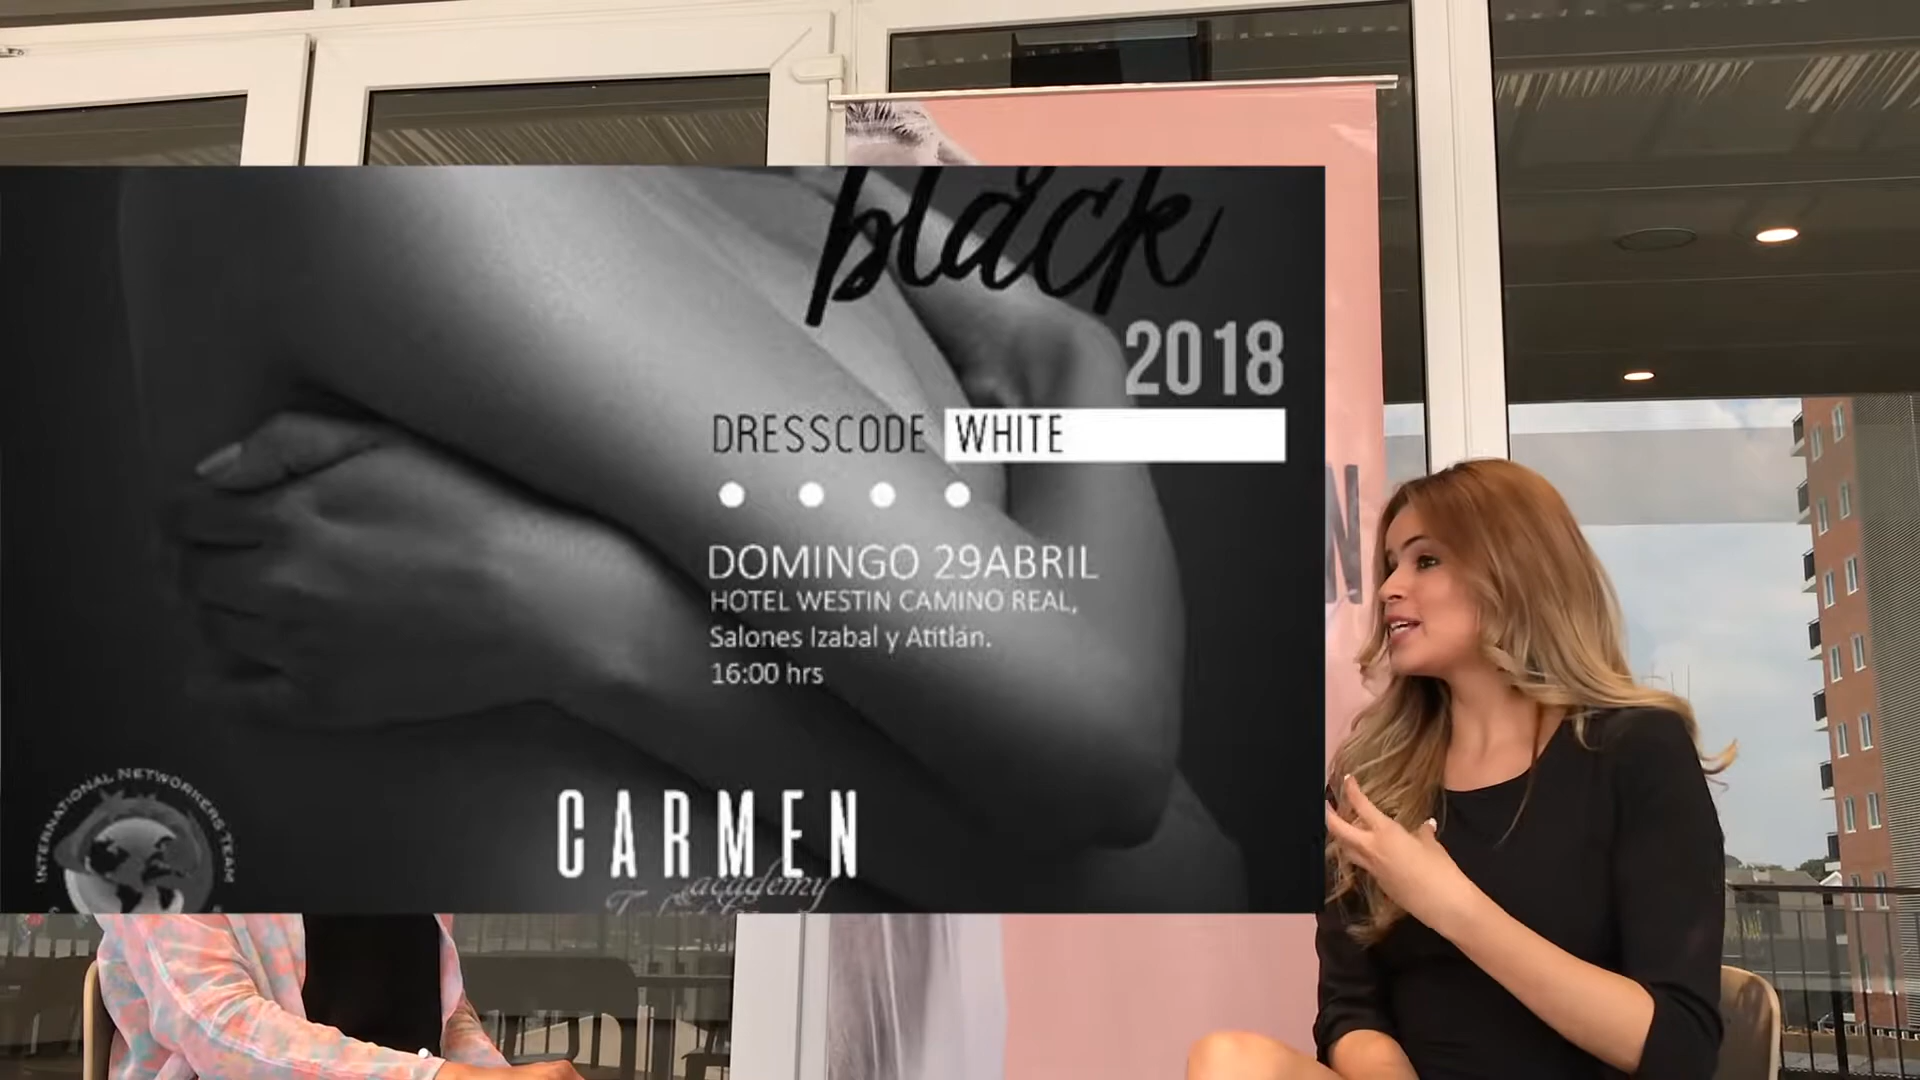 black
2018
DRESSCODE WHITE
DOMINGO 29ABRIL
HOTEL WESTIN CAMINO REAL,
Salones Izabal y Atitlán.
16:00 hrs
INTERNATIONAL NETWORKERS TEAM
CARMEN
academy
N